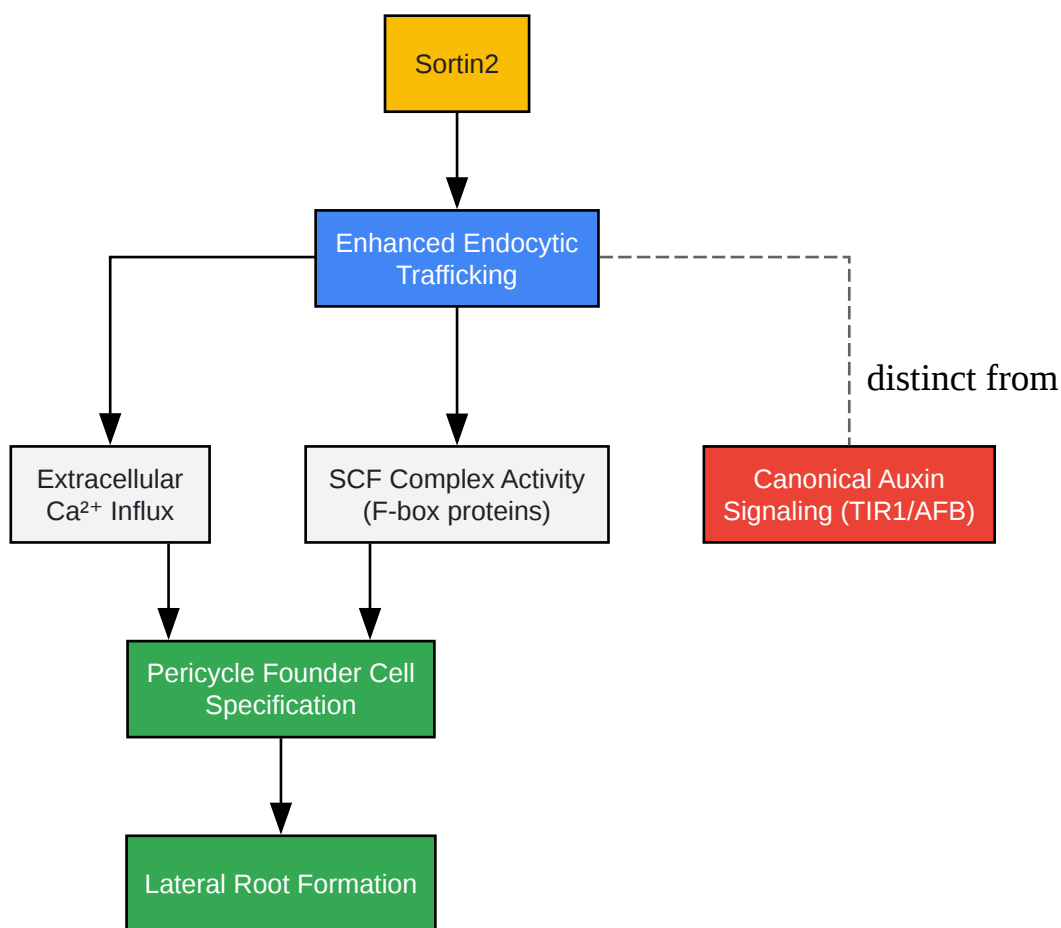 Sortin2
Enhanced Endocytic
Trafficking
distinct from
Extracellular
Ca²⁺ Influx
SCF Complex Activity
(F-box proteins)
Canonical Auxin
Signaling (TIR1/AFB)
Pericycle Founder Cell
Specification
Lateral Root Formation